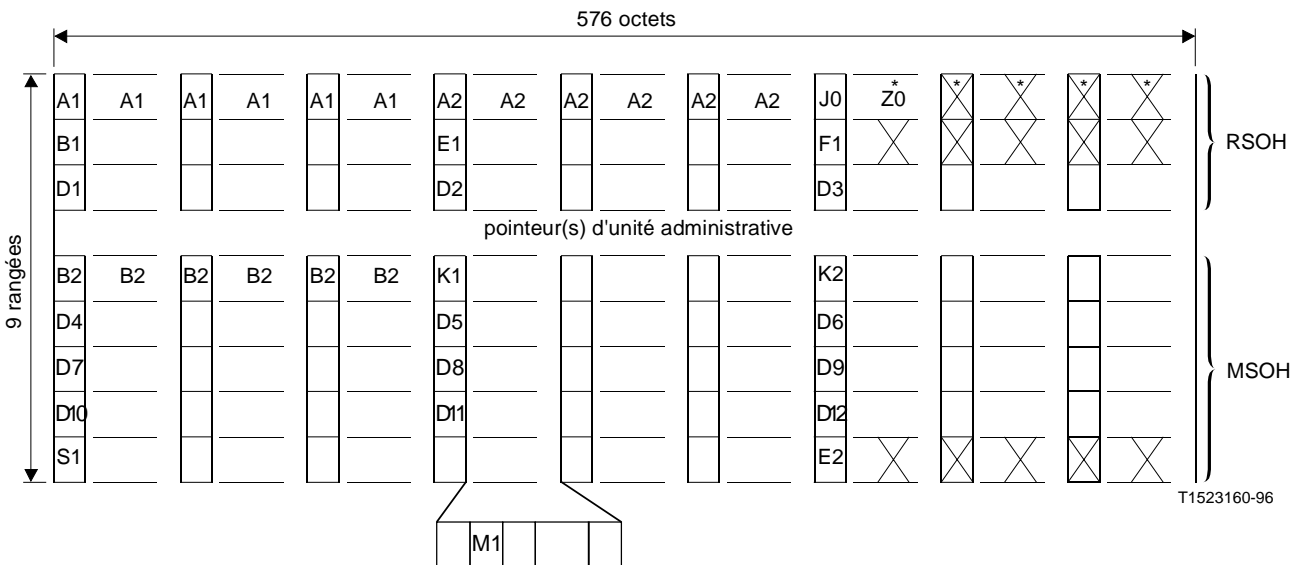 576 octets
A1 A1 A1 A1 A1 A1 A2 A2 A2 A2 A2 A2 J0 * Z0 * * * *
B1 E1 F1
RSOH
D1 D2 D3
pointeur(s) d'unité administrative
9 rangées
B2 B2 B2 B2 B2 B2 K1 K2
D4 D5 D6
D7 D8 D9
MSOH
D10 D11 D12
S1 E2
T1523160-96
M1